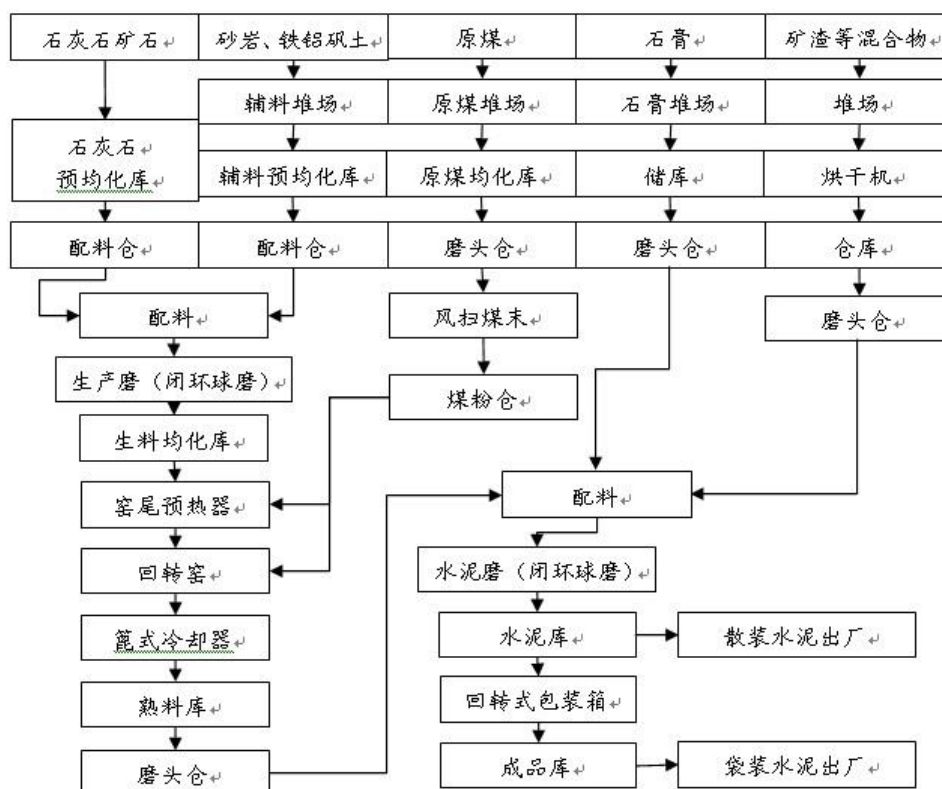 石灰石矿石
砂岩、铁铝矾土
原煤
石膏
矿渣等混合物
辅料堆场
原煤堆场
石膏堆场
堆场
石灰石
预均化库
辅料预均化库
原煤均化库
储库
烘干机
配料仓
配料仓
磨头仓
磨头仓
仓库
配料
风扫煤末
磨头仓
生产磨（闭环球磨）
煤粉仓
生料均化库
窑尾预热器
配料
回转窑
水泥磨（闭环球磨）
篦式冷却器
水泥库
散装水泥出厂
熟料库
回转式包装箱
磨头仓
成品库
袋装水泥出厂